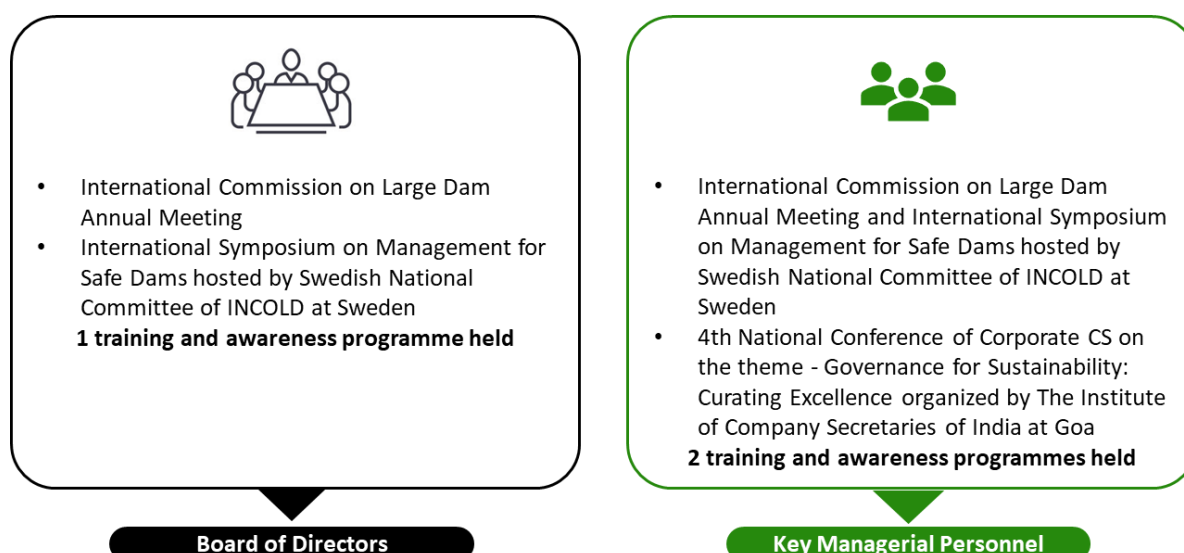 • International Commission on Large Dam
Annual Meeting
• International Symposium on Management for
Safe Dams hosted by Swedish National
Committee of INCOLD at Sweden
1 training and awareness programme held
Board of Directors
• International Commission on Large Dam
Annual Meeting and International Symposium
on Management for Safe Dams hosted by
Swedish National Committee of INCOLD at
Sweden
• 4th National Conference of Corporate CS on
the theme - Governance for Sustainability:
Curating Excellence organized by The Institute
of Company Secretaries of India at Goa
2 training and awareness programmes held
Key Managerial Personnel